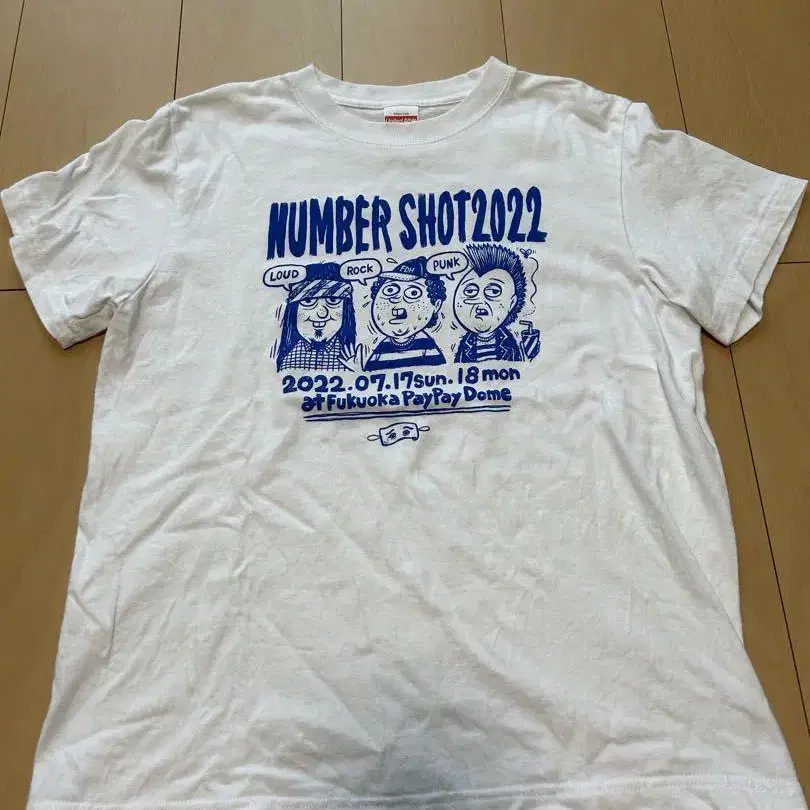 NUMBER SHOT2022
LOUD
ROCK
FDH
PUNK
2022.07.17sun.18mon
at Fukuoka PayPay Dome